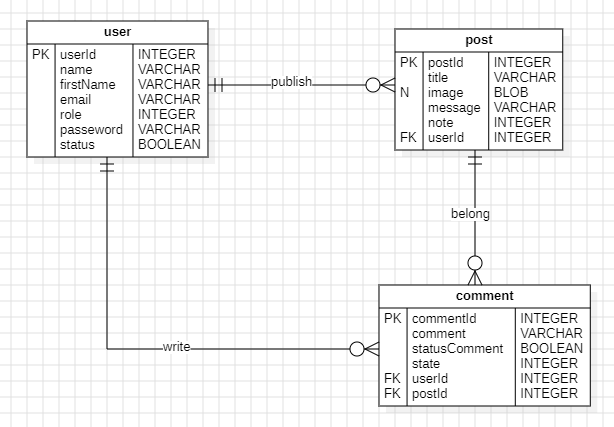 user
PK userId INTEGER
name VARCHAR
firstName VARCHAR
email VARCHAR
role INTEGER
passeword VARCHAR
status BOOLEAN
publish
post
PK postId INTEGER
title VARCHAR
N image BLOB
message VARCHAR
note INTEGER
FK userId INTEGER
belong
write
comment
PK commentId INTEGER
comment VARCHAR
statusComment BOOLEAN
state INTEGER
FK userId INTEGER
FK postId INTEGER